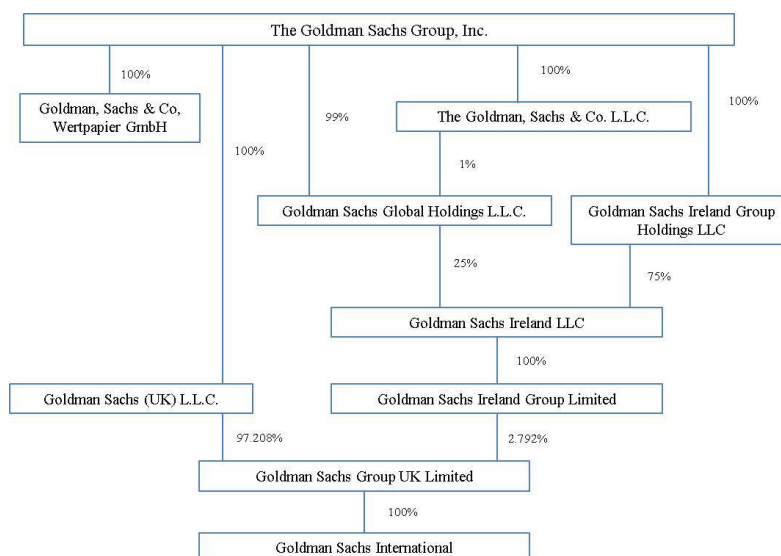 The Goldman Sachs Group, Inc.
100%
100%
Goldman, Sachs & Co,
Wertpapier GmbH
100%
99%
The Goldman, Sachs & Co. L.L.C.
100%
1%
Goldman Sachs Global Holdings L.L.C.
Goldman Sachs Ireland Group
Holdings LLC
25%
75%
Goldman Sachs Ireland LLC
100%
Goldman Sachs (UK) L.L.C.
Goldman Sachs Ireland Group Limited
97.208%
2.792%
Goldman Sachs Group UK Limited
100%
Goldman Sachs International